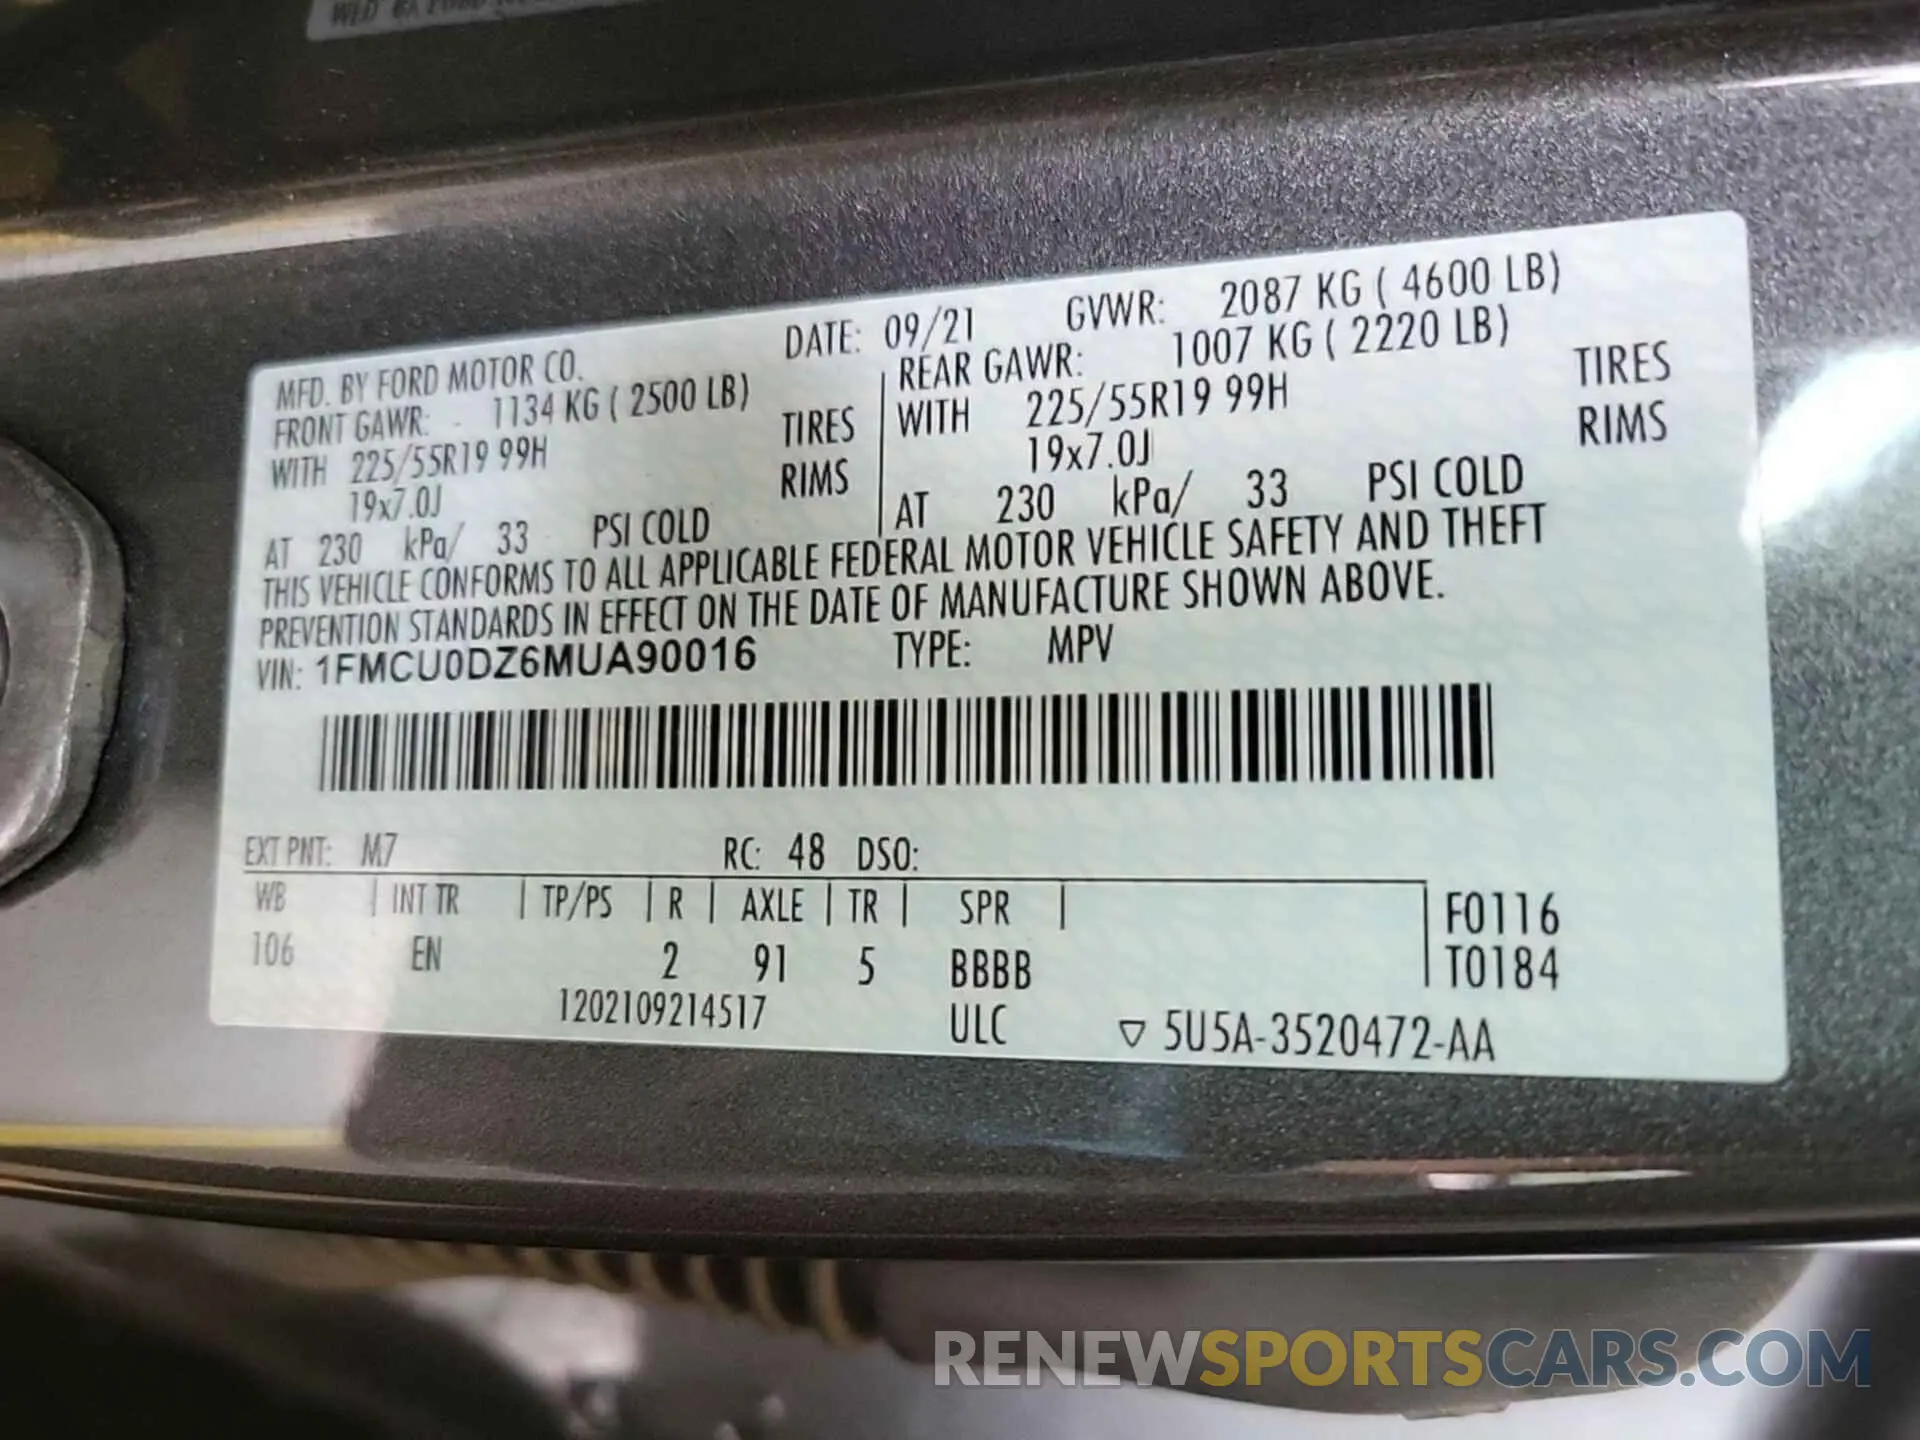 MFD. BY FORD MOTOR CO. DATE: 09/21 GVWR: 2087 KG ( 4600 LB)
FRONT GAWR: 1134 KG ( 2500 LB) REAR GAWR: 1007 KG ( 2220 LB)
WITH 225/55R19 99H TIRES WITH 225/55R19 99H TIRES
19x7.0J RIMS 19x7.0J RIMS
AT 230 kPa/ 33 PSI COLD AT 230 kPa/ 33 PSI COLD
THIS VEHICLE CONFORMS TO ALL APPLICABLE FEDERAL MOTOR VEHICLE SAFETY AND THEFT
PREVENTION STANDARDS IN EFFECT ON THE DATE OF MANUFACTURE SHOWN ABOVE.
VIN: 1FMCU0DZ6MUA90016 TYPE: MPV
EXT PNT: M7 RC: 48 DSO:
WB | INT TR | TP/PS | R | AXLE | TR | SPR | F0116
106 EN 2 91 5 BBBB T0184
1202109214517 ULC ▽ 5U5A-3520472-AA
RENEWSPORTSCARS.COM